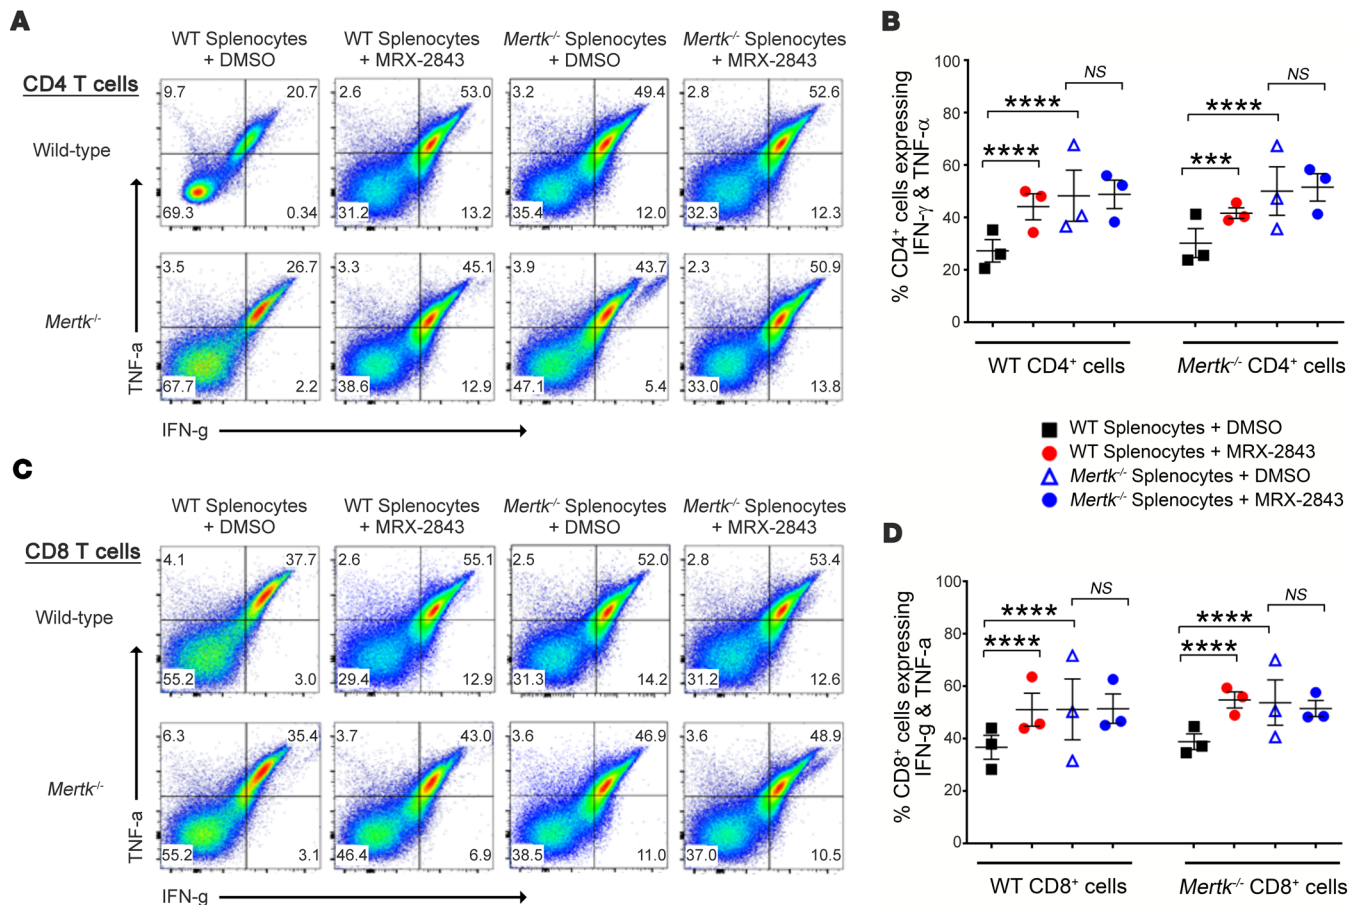 A
WT Splenocytes
+ DMSO
WT Splenocytes
+ MRX-2843
Mertk-/- Splenocytes
+ DMSO
Mertk-/- Splenocytes
+ MRX-2843
CD4 T cells
Wild-type
9.7 20.7
69.3 0.34
2.6 53.0
31.2 13.2
3.2 49.4
35.4 12.0
2.8 52.6
32.3 12.3
Mertk-/-
3.5 26.7
67.7 2.2
3.3 45.1
38.6 12.9
3.9 43.7
47.1 5.4
2.3 50.9
33.0 13.8
TNF-a
IFN-g
B
% CD4+ cells expressing
IFN-γ & TNF-α
100
80
60
40
20
0
****
****
NS
***
****
NS
WT CD4+ cells
Mertk-/- CD4+ cells
WT Splenocytes + DMSO
WT Splenocytes + MRX-2843
Mertk-/- Splenocytes + DMSO
Mertk-/- Splenocytes + MRX-2843
C
WT Splenocytes
+ DMSO
WT Splenocytes
+ MRX-2843
Mertk-/- Splenocytes
+ DMSO
Mertk-/- Splenocytes
+ MRX-2843
CD8 T cells
Wild-type
4.1 37.7
55.2 3.0
2.6 55.1
29.4 12.9
2.5 52.0
31.3 14.2
2.8 53.4
31.2 12.6
Mertk-/-
6.3 35.4
55.2 3.1
3.7 43.0
46.4 6.9
3.6 46.9
38.5 11.0
3.6 48.9
37.0 10.5
TNF-a
IFN-g
D
% CD8+ cells expressing
IFN-g & TNF-a
100
80
60
40
20
0
****
****
NS
****
****
NS
WT CD8+ cells
Mertk-/- CD8+ cells